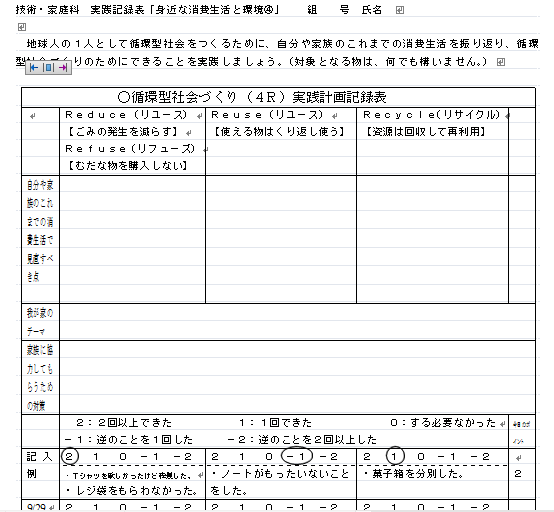 技術・家庭科　実践記録表「身近な消費生活と環境④」　　組　　号　氏名
地球人の１人として循環型社会をつくるために、自分や家族のこれまでの消費生活を振り返り、循環
型社会づくりのためにできることを実践しましょう。（対象となる物は、何でも構いません。）
○循環型社会づくり（４Ｒ）実践計画記録表
Ｒｅｄｕｃｅ（リユース）
【ごみの発生を減らす】
Ｒｅｆｕｓｅ（リフューズ）
【むだな物を購入しない】
Ｒｅｕｓｅ（リユース）
【使える物はくり返し使う】
Ｒｅｃｙｃｌｅ（リサイクル）
【資源は回収して再利用】
自分や家
族のこれ
までの消
費生活で
見直すべ
き点
我が家の
テーマ
家族に協
力しても
らうため
の対策
２：２回以上できた　　１：１回できた　　０：する必要なかった
－１：逆のことを１回した　　－２：逆のことを２回以上した
記入
例
２　１　０　－１　－２
・Ｔシャツを欲しかったけど我慢した。
・レジ袋をもらわなかった。
２　１　０　－１　－２
・ノートがもったいないこと
をした。
２　１　０　－１　－２
・菓子箱を分別した。
２
9/29　２　１　０　－１　－２　２　１　０　－１　－２　２　１　０　－１　－２